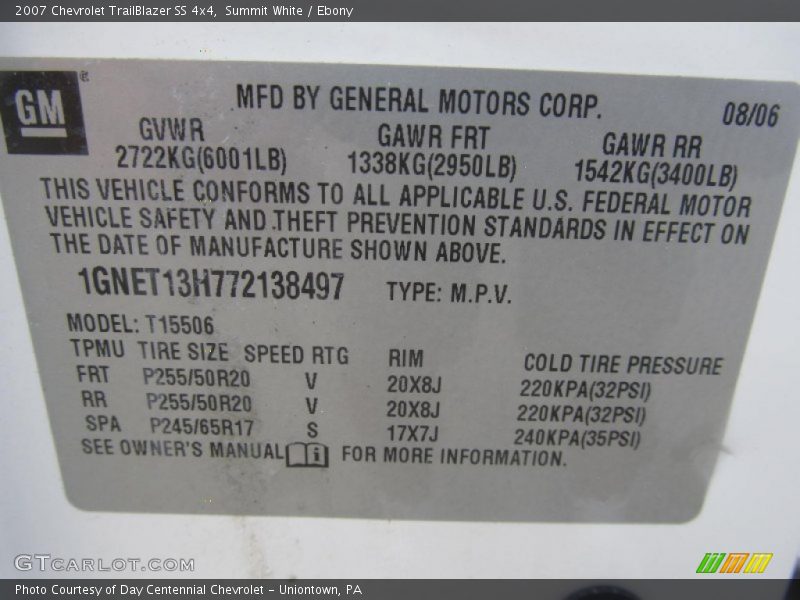 2007 Chevrolet TrailBlazer SS 4x4, Summit White / Ebony
GM ®
MFD BY GENERAL MOTORS CORP.
08/06
GVWR GAWR FRT GAWR RR
2722KG(6001LB) 1338KG(2950LB) 1542KG(3400LB)
THIS VEHICLE CONFORMS TO ALL APPLICABLE U.S. FEDERAL MOTOR
VEHICLE SAFETY AND THEFT PREVENTION STANDARDS IN EFFECT ON
THE DATE OF MANUFACTURE SHOWN ABOVE.
1GNET13H772138497 TYPE: M.P.V.
MODEL: T15506
TPMU TIRE SIZE SPEED RTG RIM COLD TIRE PRESSURE
FRT P255/50R20 V 20X8J 220KPA(32PSI)
RR P255/50R20 V 20X8J 220KPA(32PSI)
SPA P245/65R17 S 17X7J 240KPA(35PSI)
SEE OWNER'S MANUAL i FOR MORE INFORMATION.
GTCARLOT.COM
Photo Courtesy of Day Centennial Chevrolet - Uniontown, PA